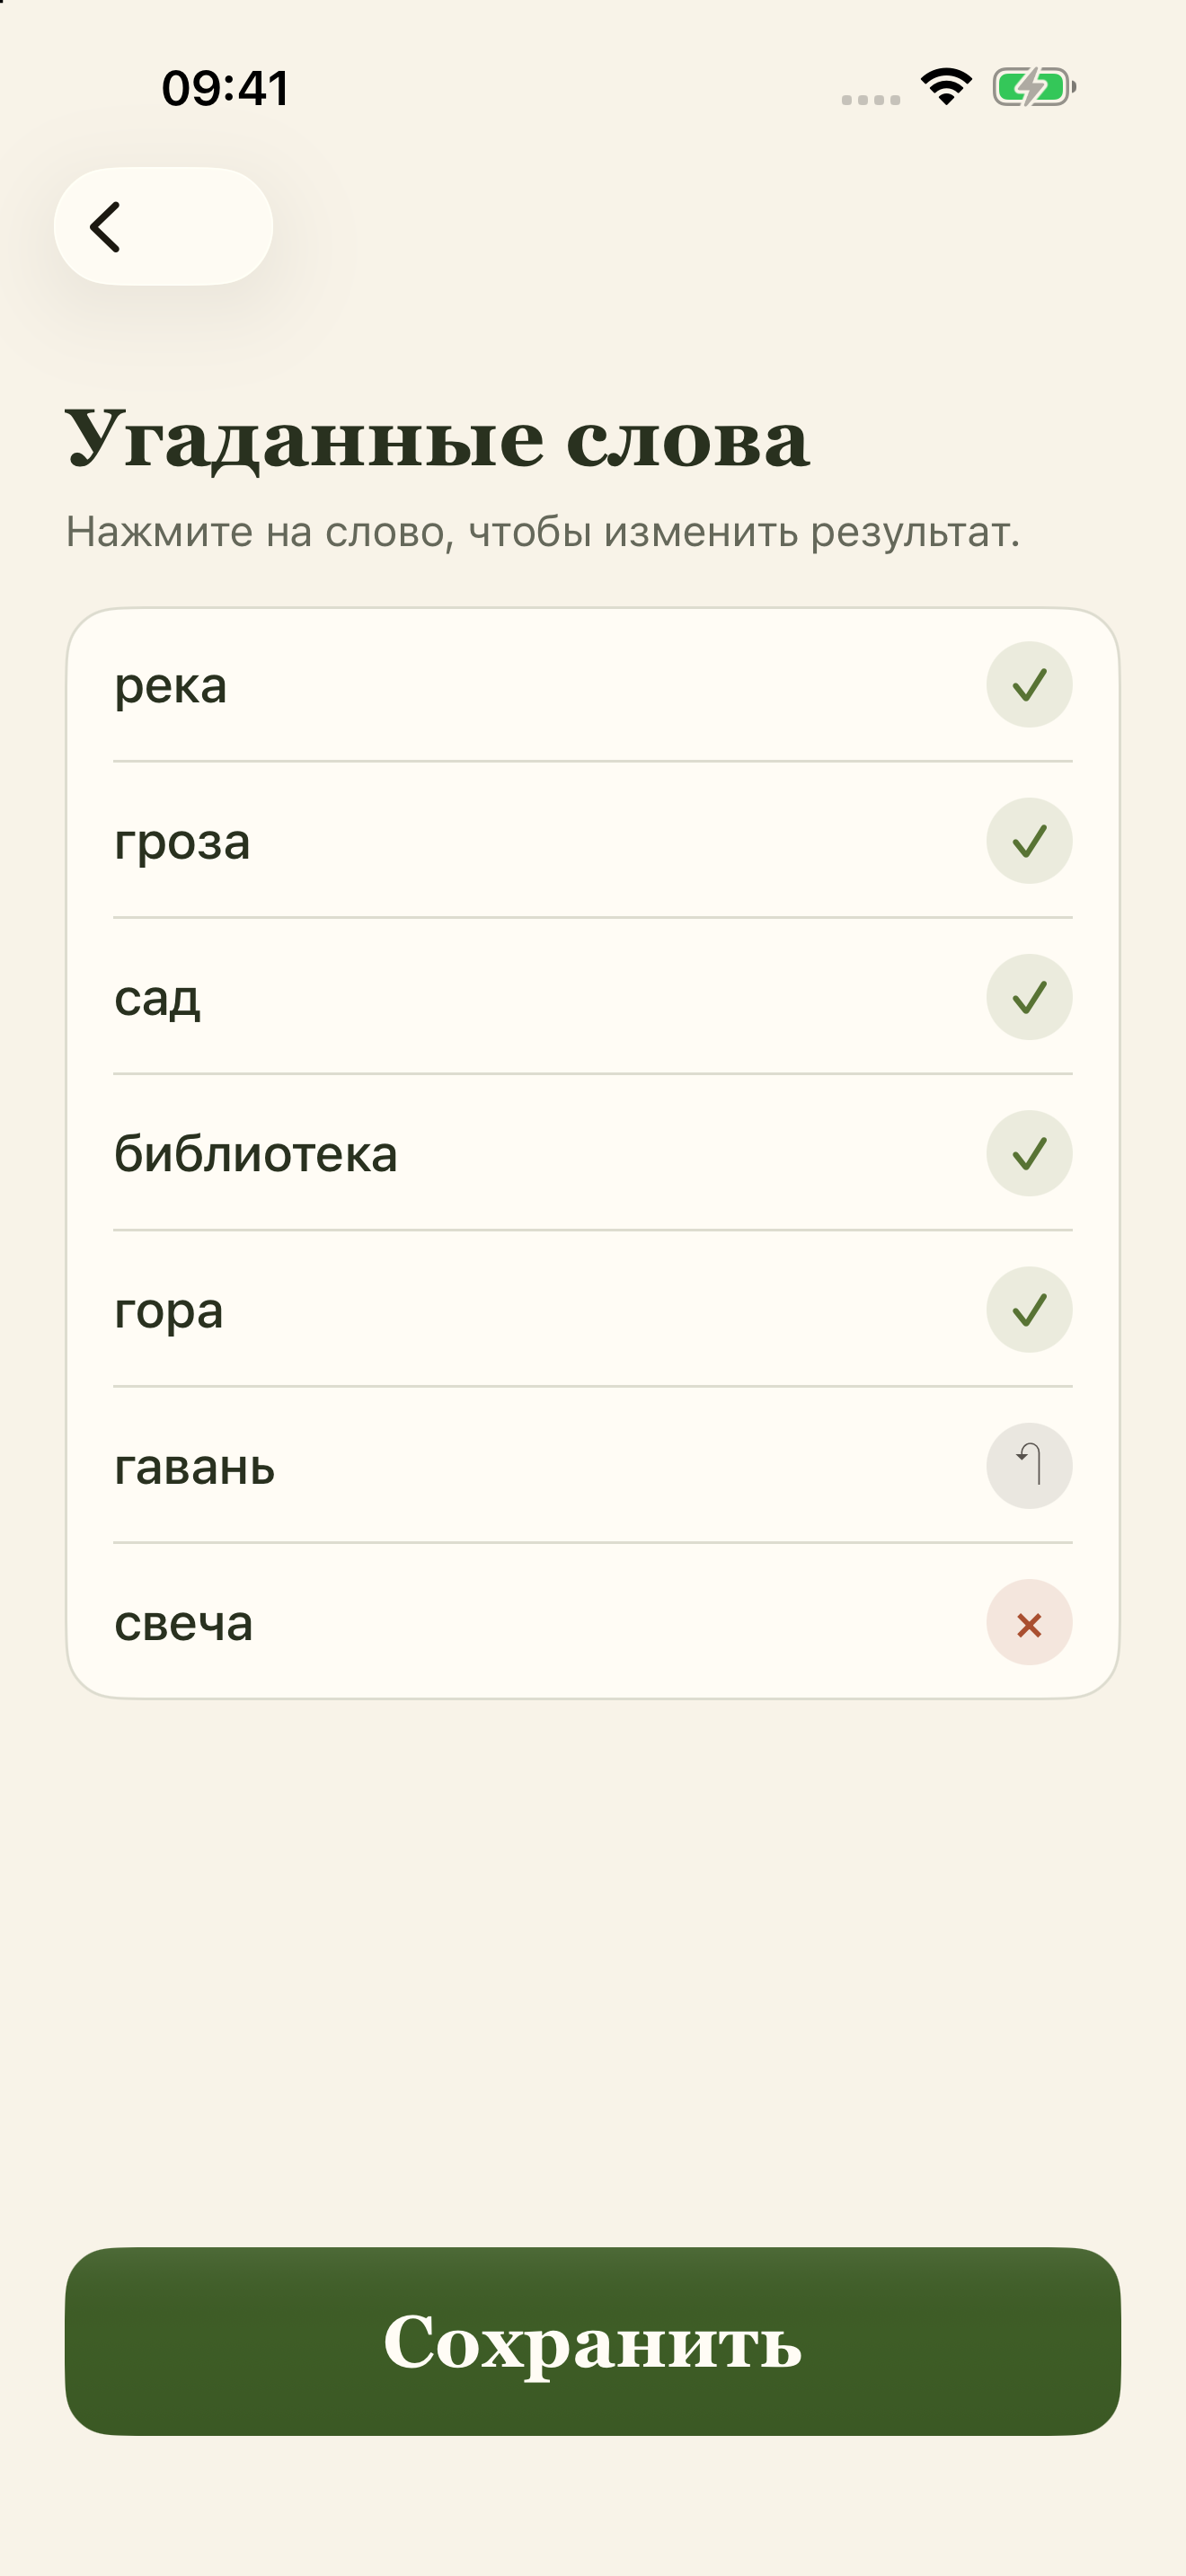 09:41
Угаданные слова
Нажмите на слово, чтобы изменить результат.
река
гроза
сад
библиотека
гора
гавань
свеча
Сохранить